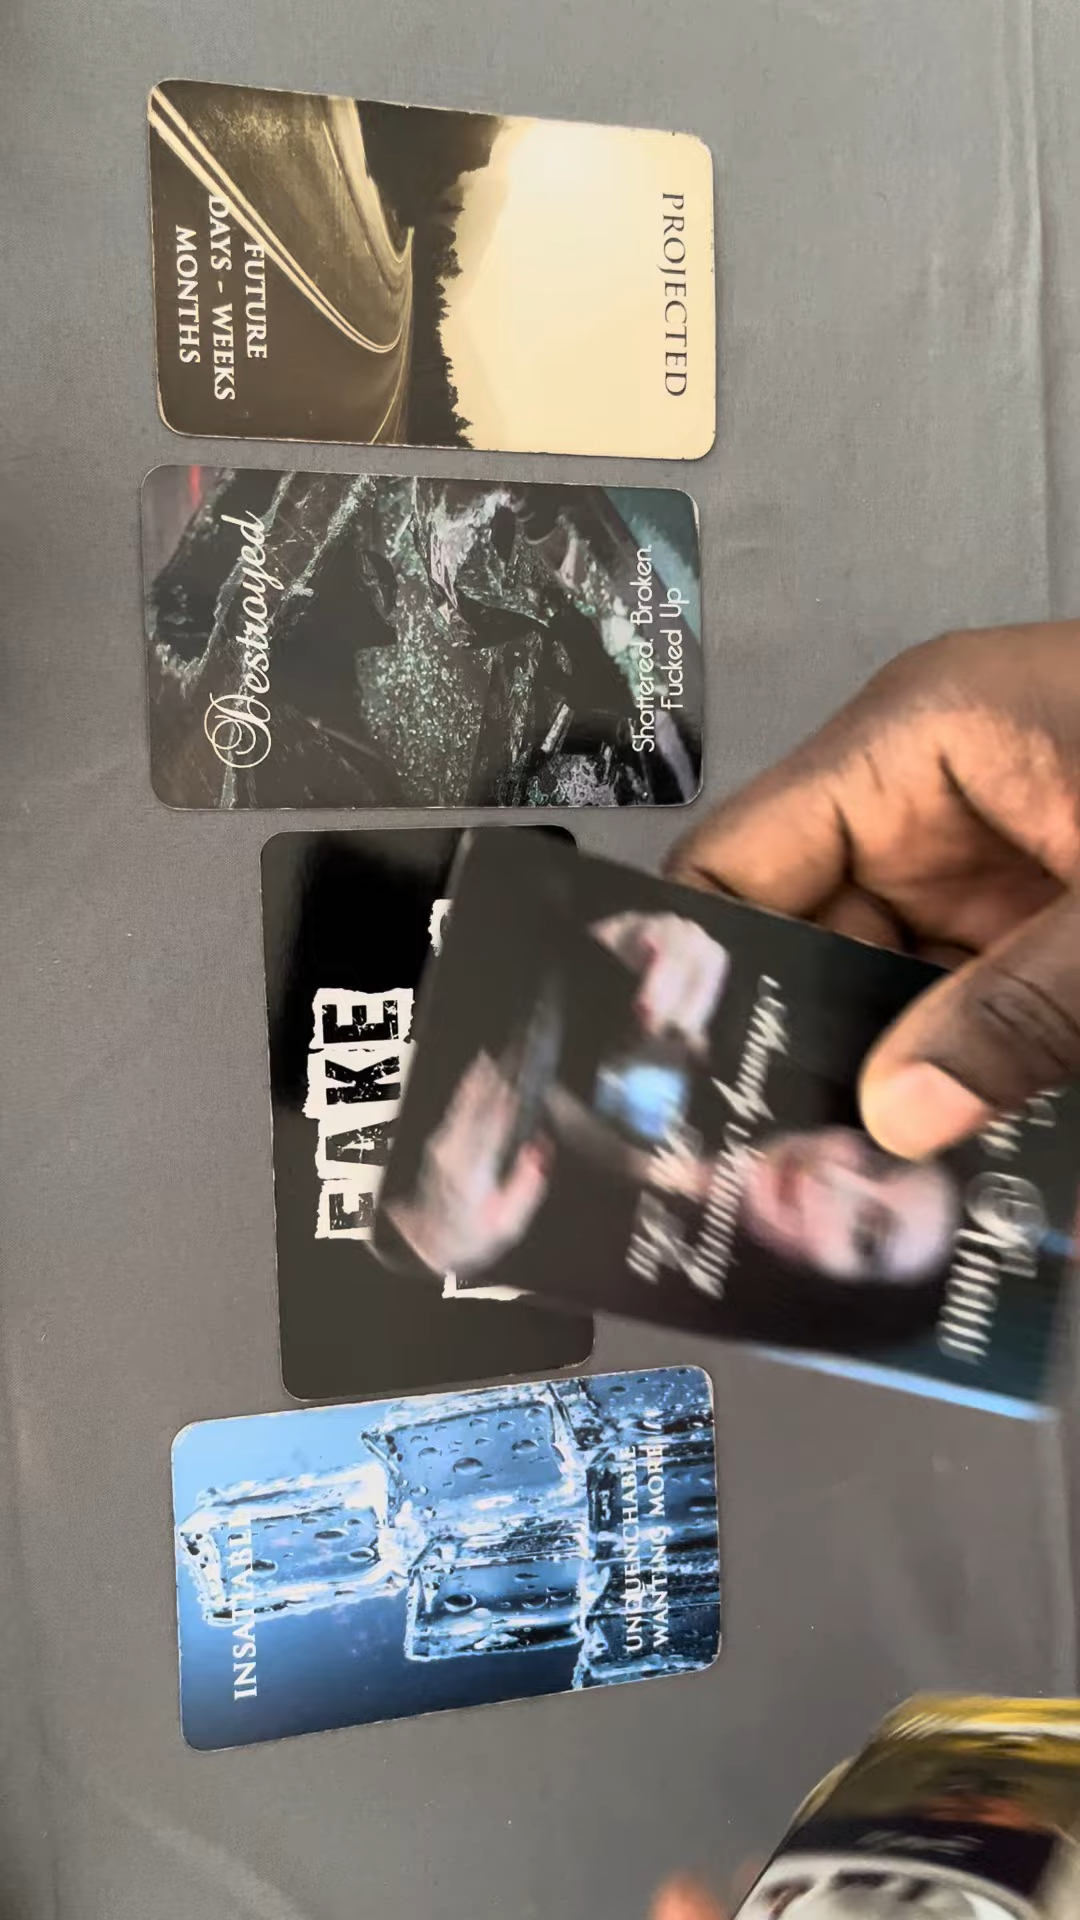 PROJECTED
FUTURE
DAYS - WEEKS
MONTHS
Destroyed
Shattered. Broken.
Fucked Up
FAKE
INSATIABLE
UNQUENCHABLE
WANTING MORE